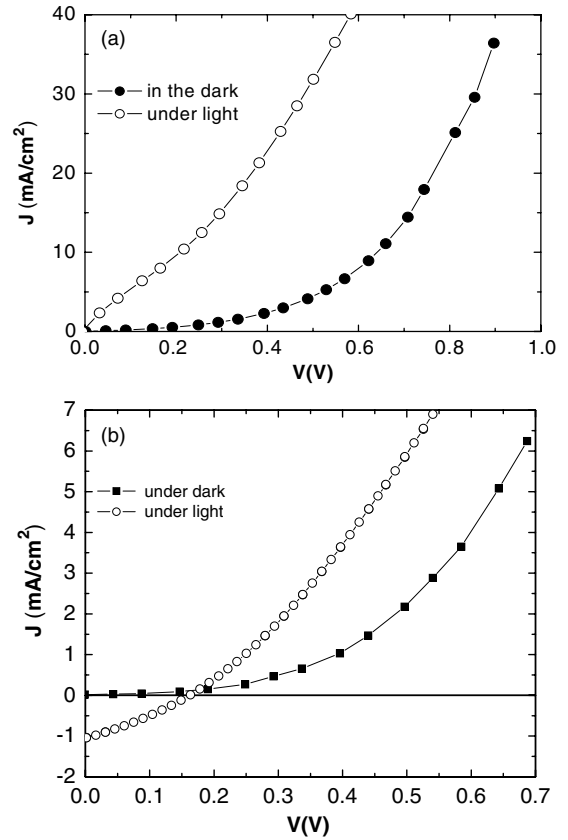 (a)
in the dark
under light
J (mA/cm²)
40
30
20
10
0
0.0 0.2 0.4 0.6 0.8 1.0
V(V)
(b)
under dark
under light
J (mA/cm²)
7
6
5
4
3
2
1
0
-1
-2
0.0 0.1 0.2 0.3 0.4 0.5 0.6 0.7
V(V)